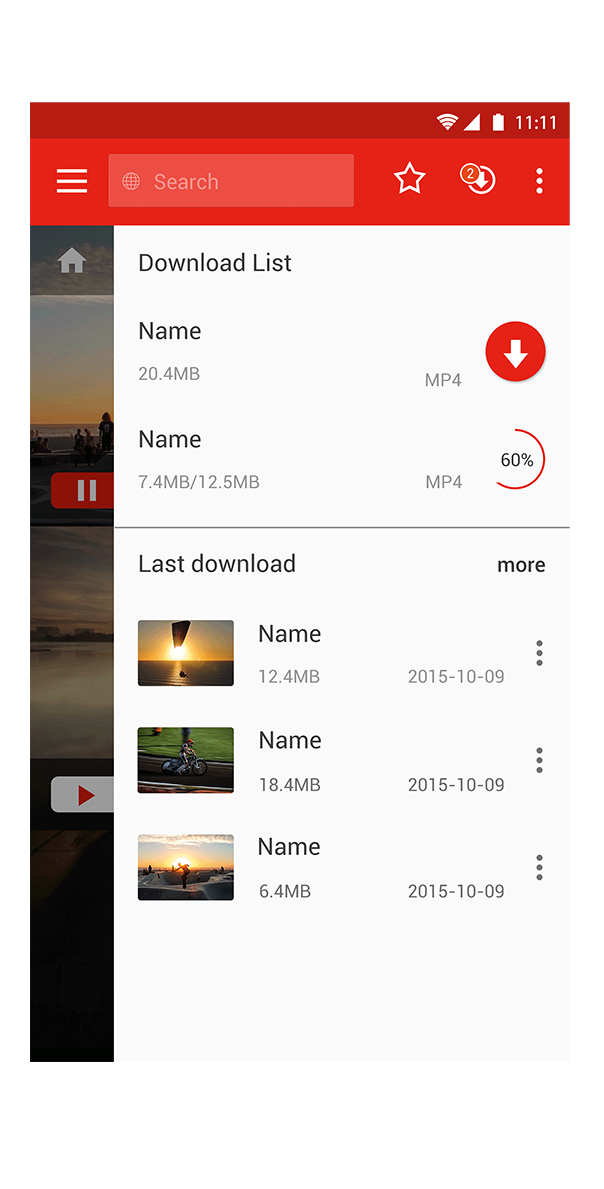 11:11
Search
2
Download List
Name
20.4MB MP4
Name
7.4MB/12.5MB MP4 60%
Last download more
Name
12.4MB 2015-10-09
Name
18.4MB 2015-10-09
Name
6.4MB 2015-10-09